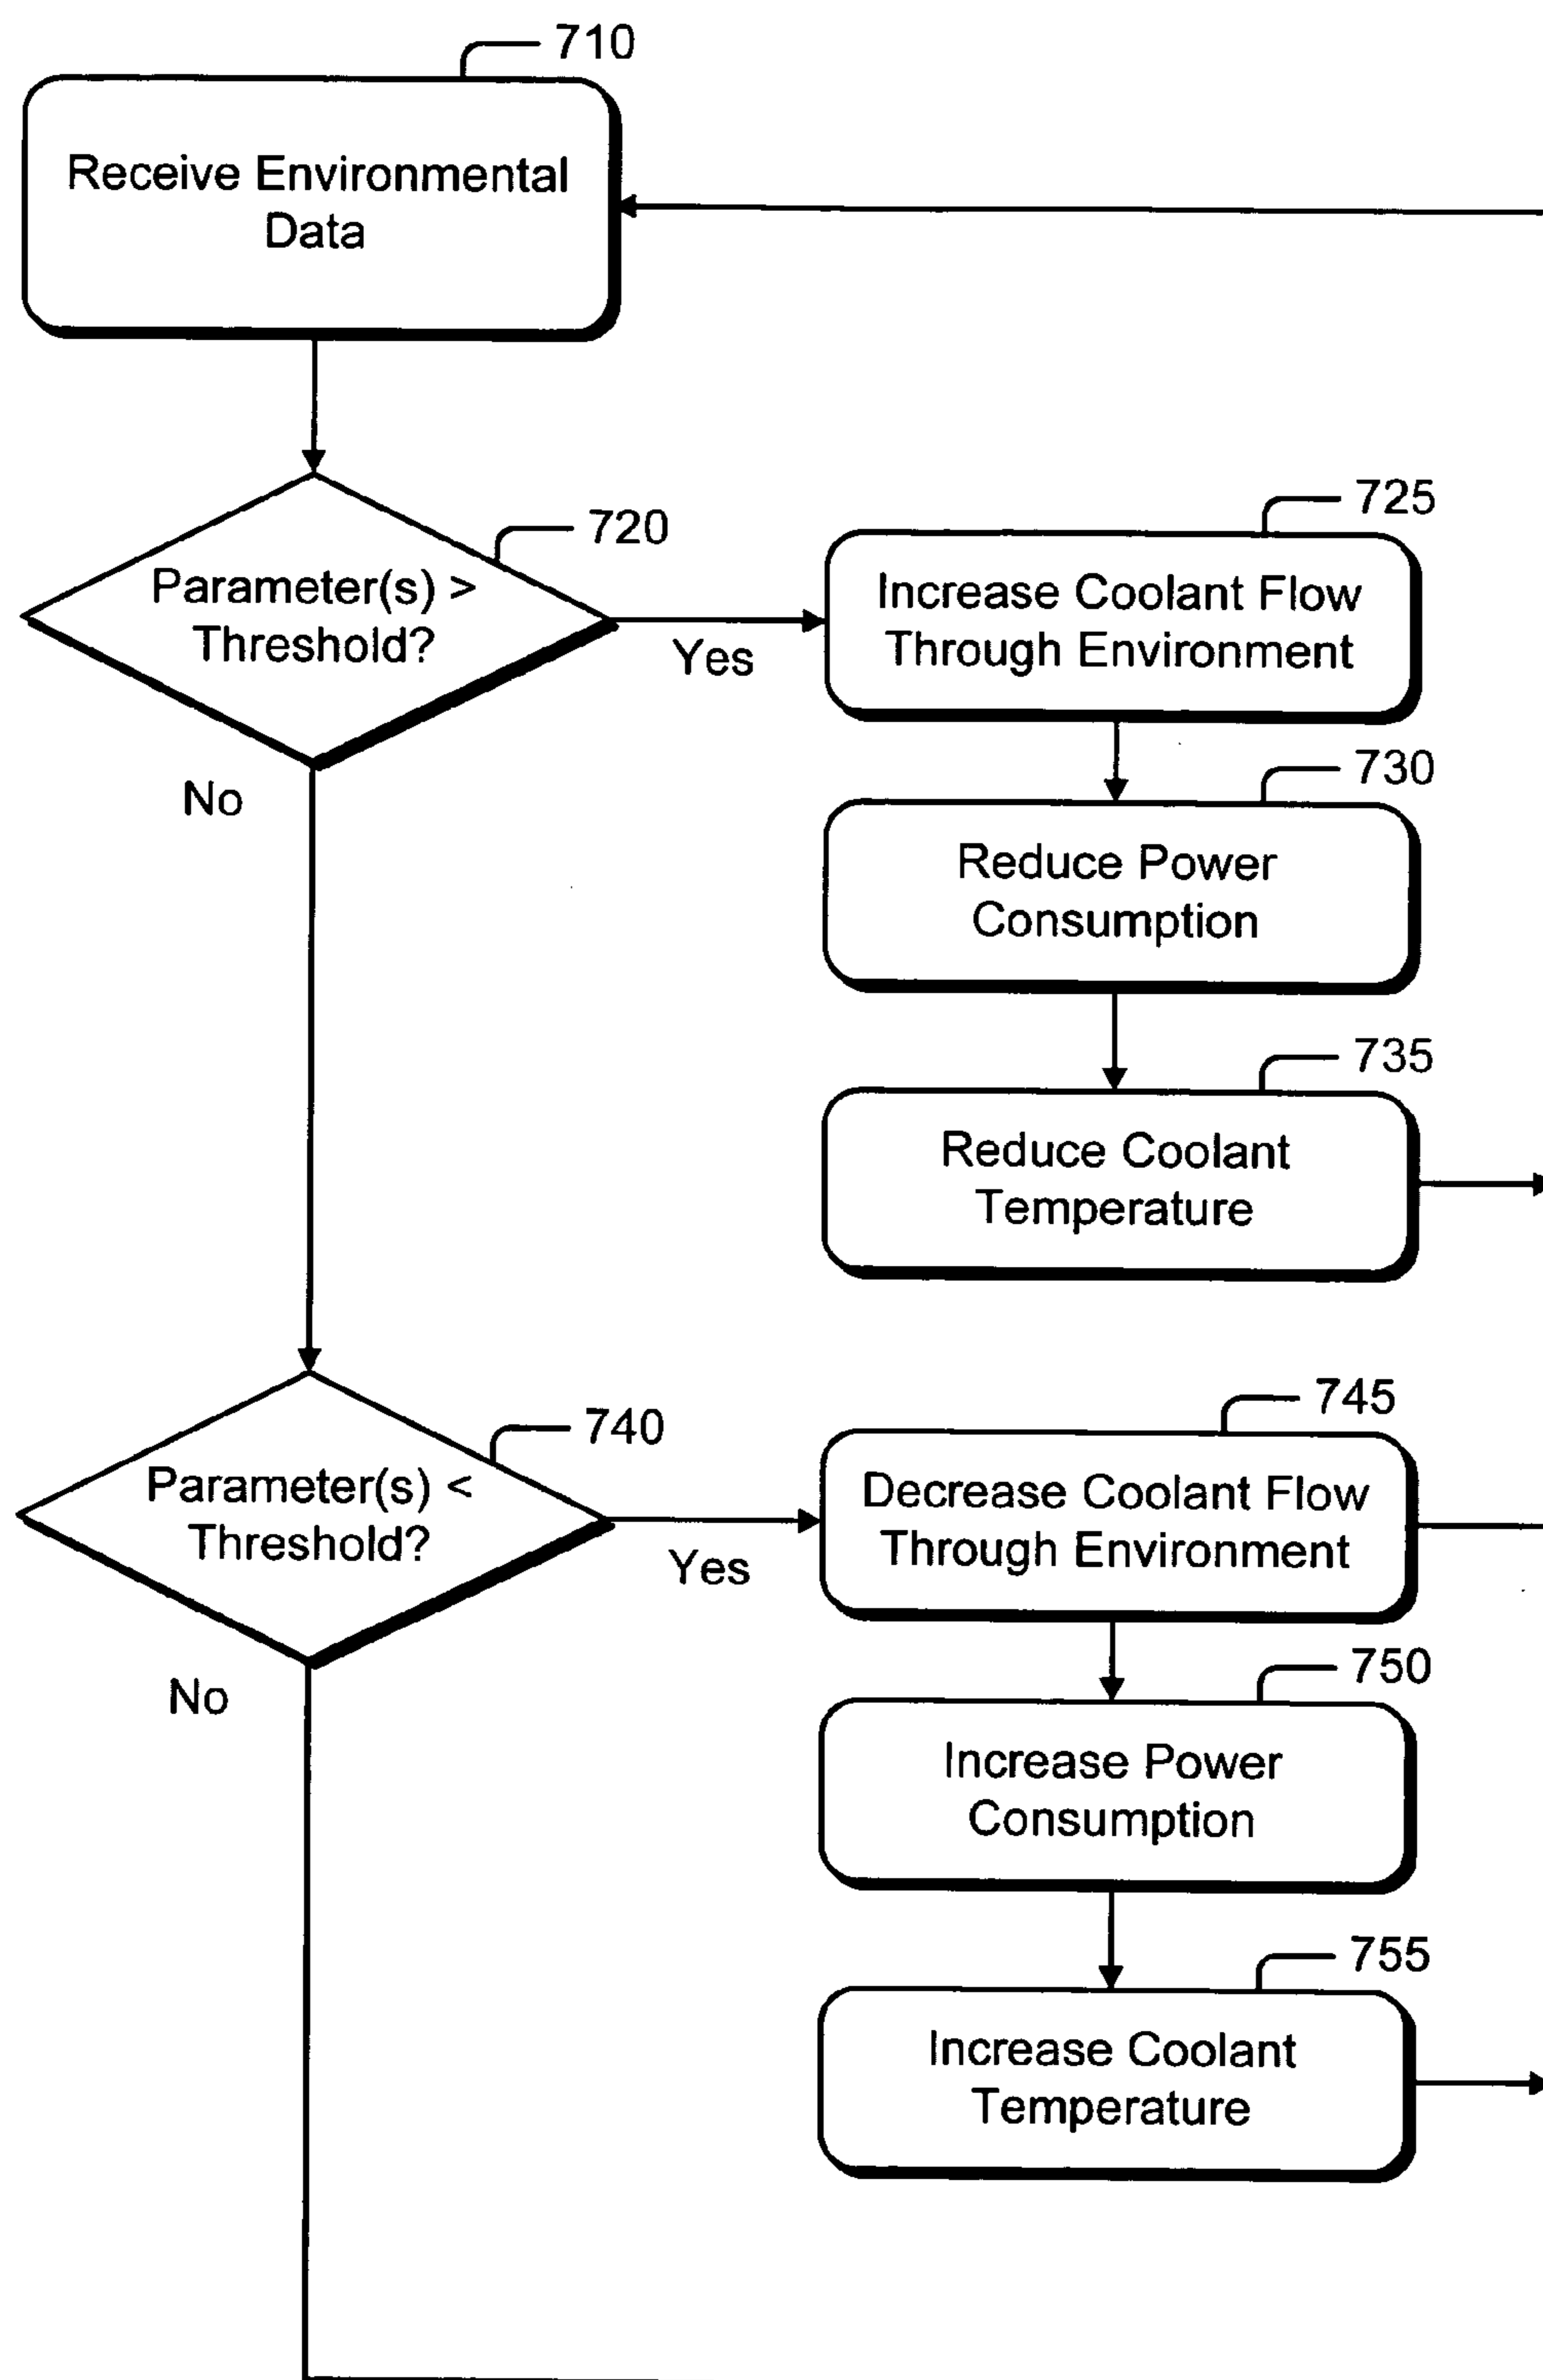 710
Receive Environmental
Data
720
Parameter(s) >
Threshold?
Yes
No
725
Increase Coolant Flow
Through Environment
730
Reduce Power
Consumption
735
Reduce Coolant
Temperature
740
Parameter(s) <
Threshold?
Yes
No
745
Decrease Coolant Flow
Through Environment
750
Increase Power
Consumption
755
Increase Coolant
Temperature